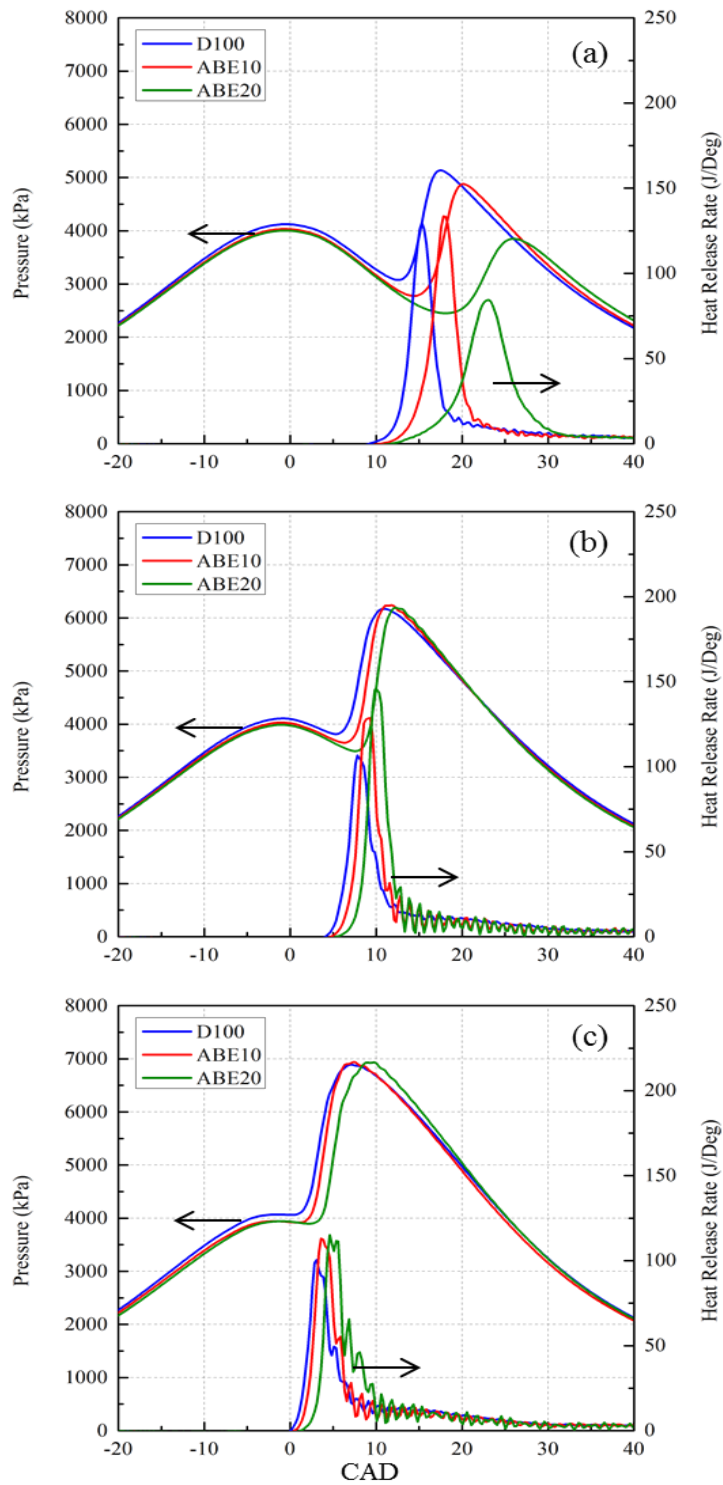 8000
7000
6000
5000
4000
3000
2000
1000
0
Pressure (kPa)
D100
ABE10
ABE20
(a)
250
200
150
100
50
0
Heat Release Rate (J/Deg)
-20 -10 0 10 20 30 40
8000
7000
6000
5000
4000
3000
2000
1000
0
Pressure (kPa)
D100
ABE10
ABE20
(b)
250
200
150
100
50
0
Heat Release Rate (J/Deg)
-20 -10 0 10 20 30 40
8000
7000
6000
5000
4000
3000
2000
1000
0
Pressure (kPa)
D100
ABE10
ABE20
(c)
250
200
150
100
50
0
Heat Release Rate (J/Deg)
-20 -10 0 10 20 30 40
CAD